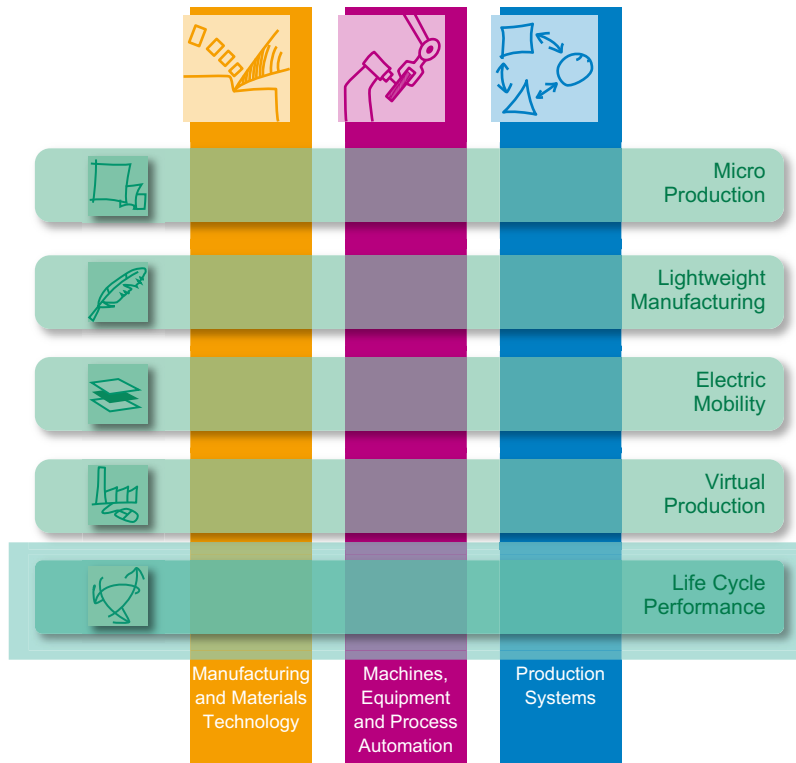 Micro
Production
Lightweight
Manufacturing
Electric
Mobility
Virtual
Production
Life Cycle
Performance
Manufacturing
and Materials
Technology
Machines,
Equipment
and Process
Automation
Production
Systems